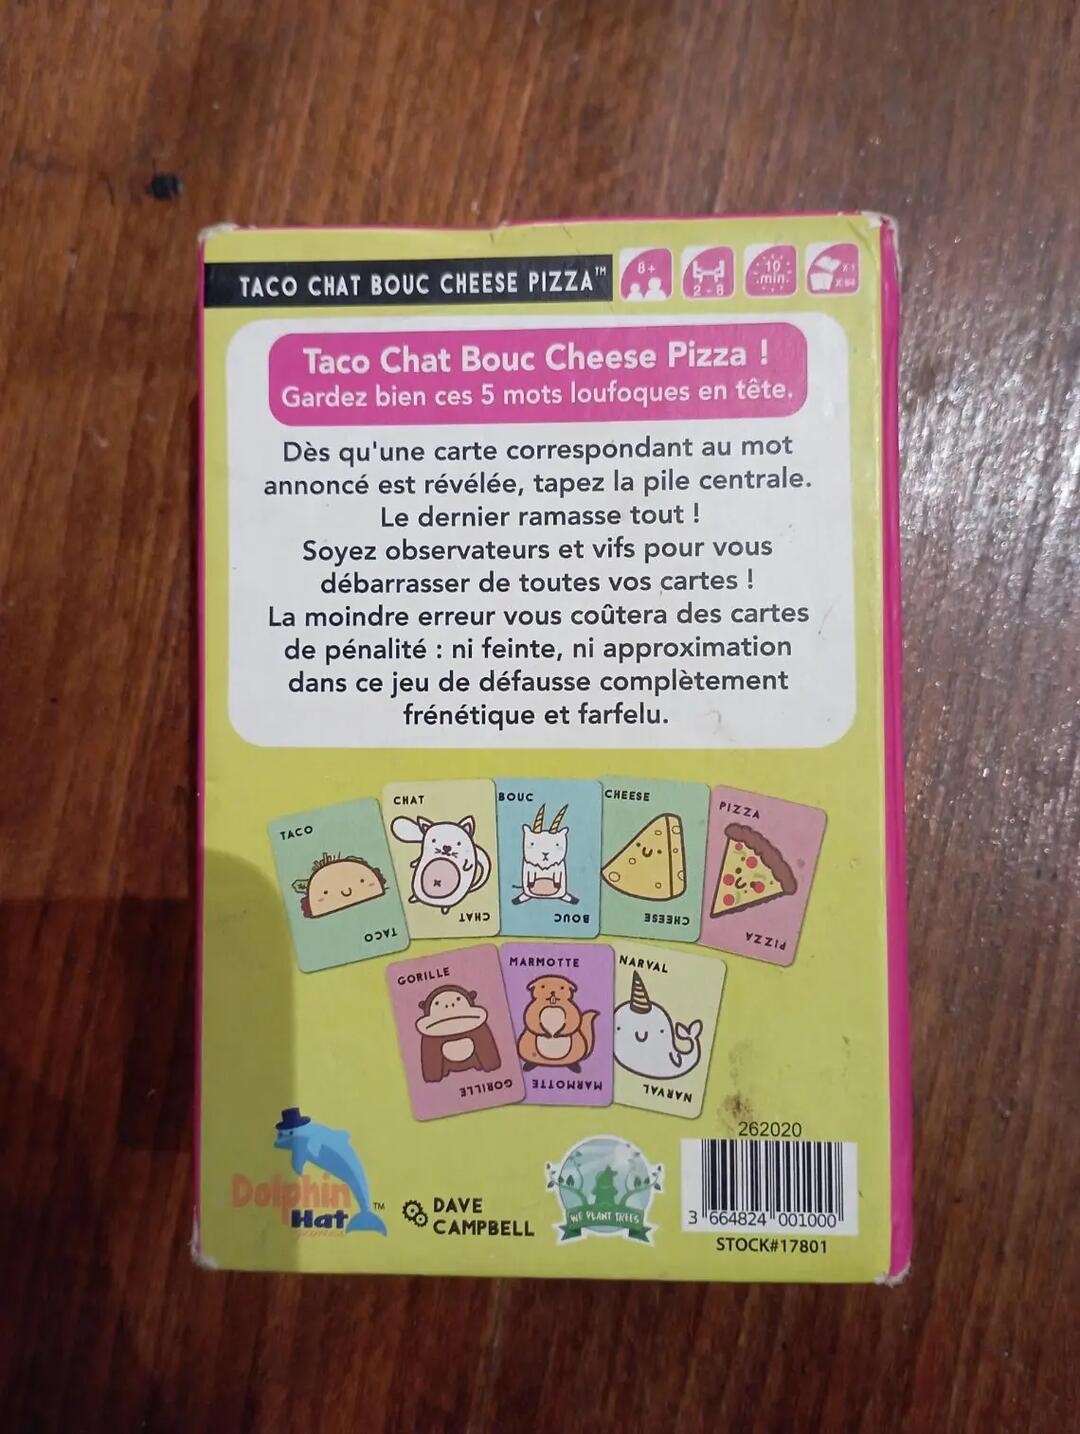 TACO CHAT BOUC CHEESE PIZZA™
8+
2 - 8
10 min.
X 1
X 64
Taco Chat Bouc Cheese Pizza !
Gardez bien ces 5 mots loufoques en tête.
Dès qu'une carte correspondant au mot
annoncé est révélée, tapez la pile centrale.
Le dernier ramasse tout !
Soyez observateurs et vifs pour vous
débarrasser de toutes vos cartes !
La moindre erreur vous coûtera des cartes
de pénalité : ni feinte, ni approximation
dans ce jeu de défausse complètement
frénétique et farfelu.
TACO
CHAT
BOUC
CHEESE
PIZZA
TACO
CHAT
BOUC
CHEESE
PIZZA
GORILLE
MARMOTTE
NARVAL
GORILLE
MARMOTTE
NARVAL
Dolphin
Hat™
games
DAVE
CAMPBELL
WE PLANT TREES
262020
3 664824 001000
STOCK#17801